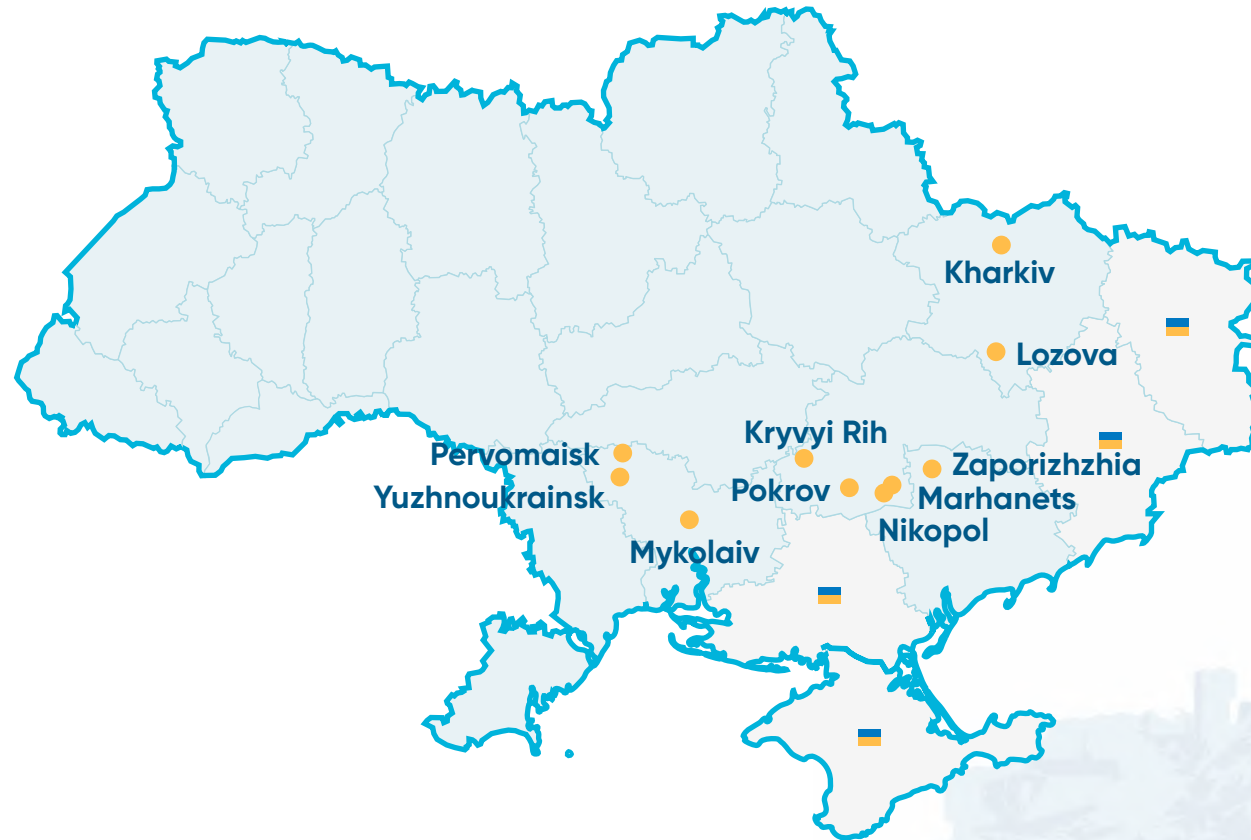 Kharkiv
Lozova
Kryvyi Rih
Pervomaisk
Zaporizhzhia
Yuzhnoukrainsk
Pokrov
Marhanets
Nikopol
Mykolaiv